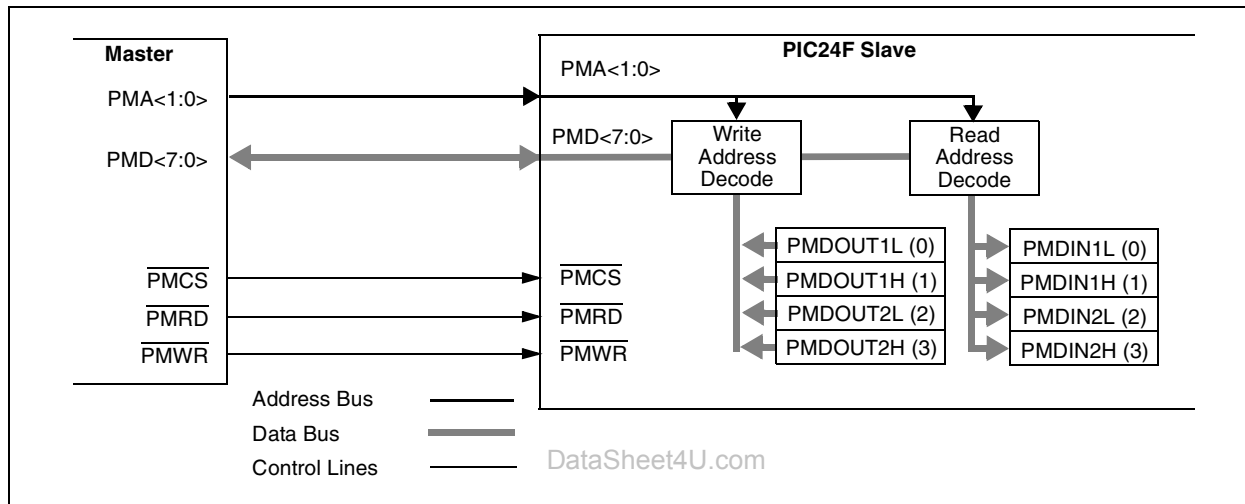 Master
PIC24F Slave
PMA<1:0>
PMA<1:0>
PMD<7:0>
PMD<7:0>
Write
Address
Decode
Read
Address
Decode
PMDOUT1L (0)
PMDIN1L (0)
PMCS
PMCS
PMDOUT1H (1)
PMDIN1H (1)
PMRD
PMRD
PMDOUT2L (2)
PMDIN2L (2)
PMWR
PMWR
PMDOUT2H (3)
PMDIN2H (3)
Address Bus
Data Bus
Control Lines
DataSheet4U.com